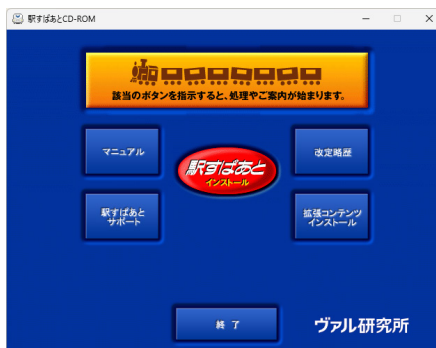 駅すぱあとCD-ROM
該当のボタンを指示すると、処理やご案内が始まります。
マニュアル
駅すぱあと
インストール
改定略歴
駅すぱあと
サポート
拡張コンテンツ
インストール
終 了
ヴァル研究所